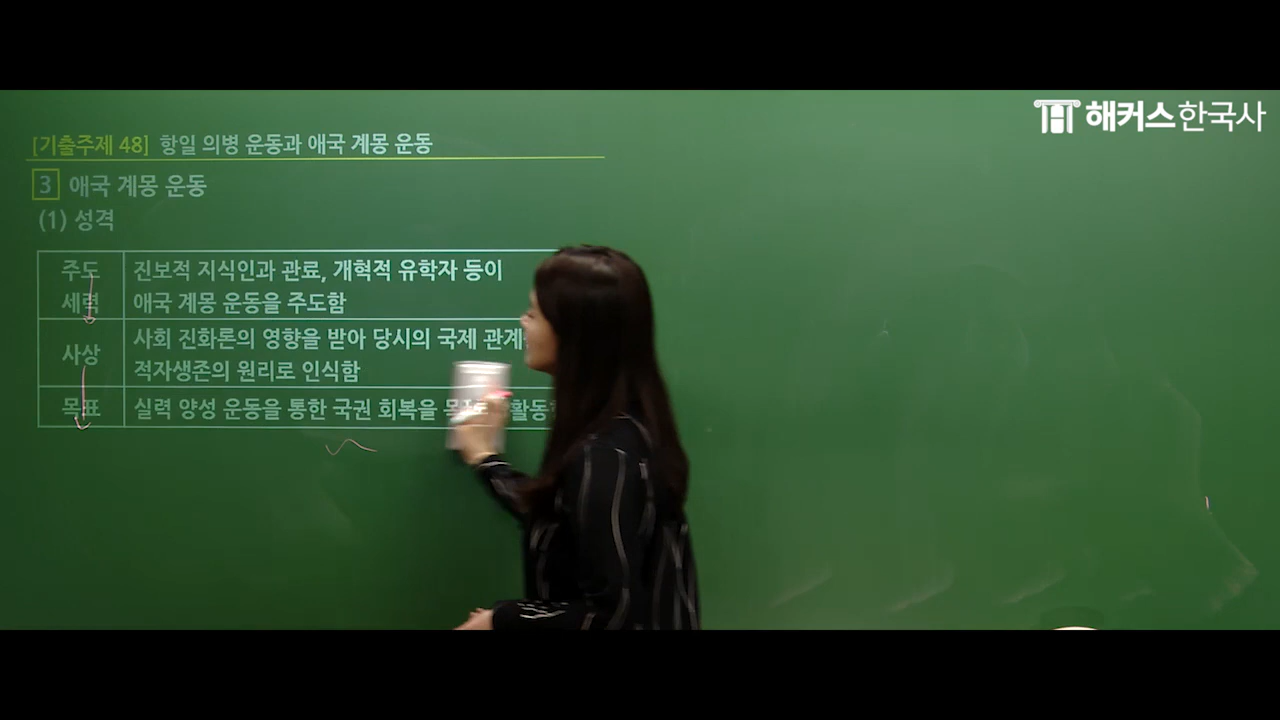 해커스한국사
[기출주제 48] 항일 의병 운동과 애국 계몽 운동
3 애국 계몽 운동
(1) 성격
주도 세력
진보적 지식인과 관료, 개혁적 유학자 등이
애국 계몽 운동을 주도함
사상
사회 진화론의 영향을 받아 당시의 국제 관계
적자생존의 원리로 인식함
목표
실력 양성 운동을 통한 국권 회복을